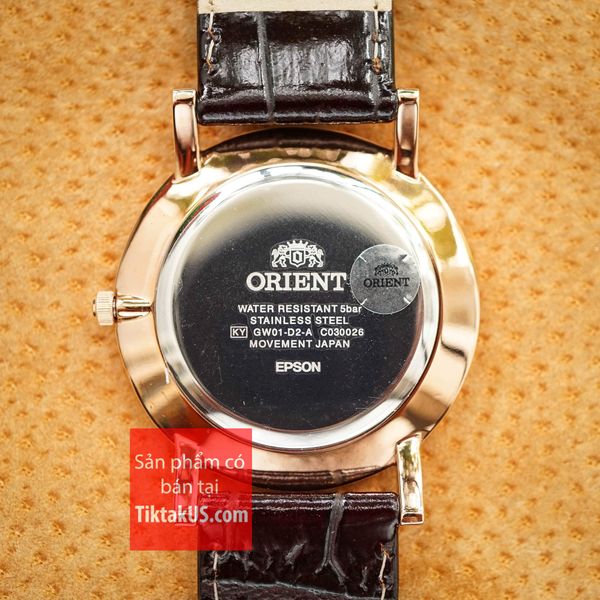 ORIENT
ORIENT
WATER RESISTANT 5bar
STAINLESS STEEL
KY GW01-D2-A C030026
MOVEMENT JAPAN
EPSON
Sản phẩm có
bán tại
TiktakUS.com